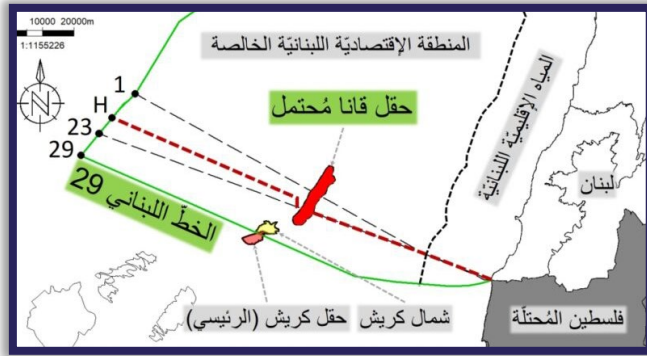 10000 20000m
1:1155226
N
المنطقة الإقتصاديّة اللبنانيّة الخالصة
المياه الإقليميّة اللبنانيّة
1
H
23
29
حقل قانا مُحتمل
لبنان
الخطّ اللبناني 29
حقل كريش (الرئيسي)
شمال كريش
فلسطين المُحتلّة